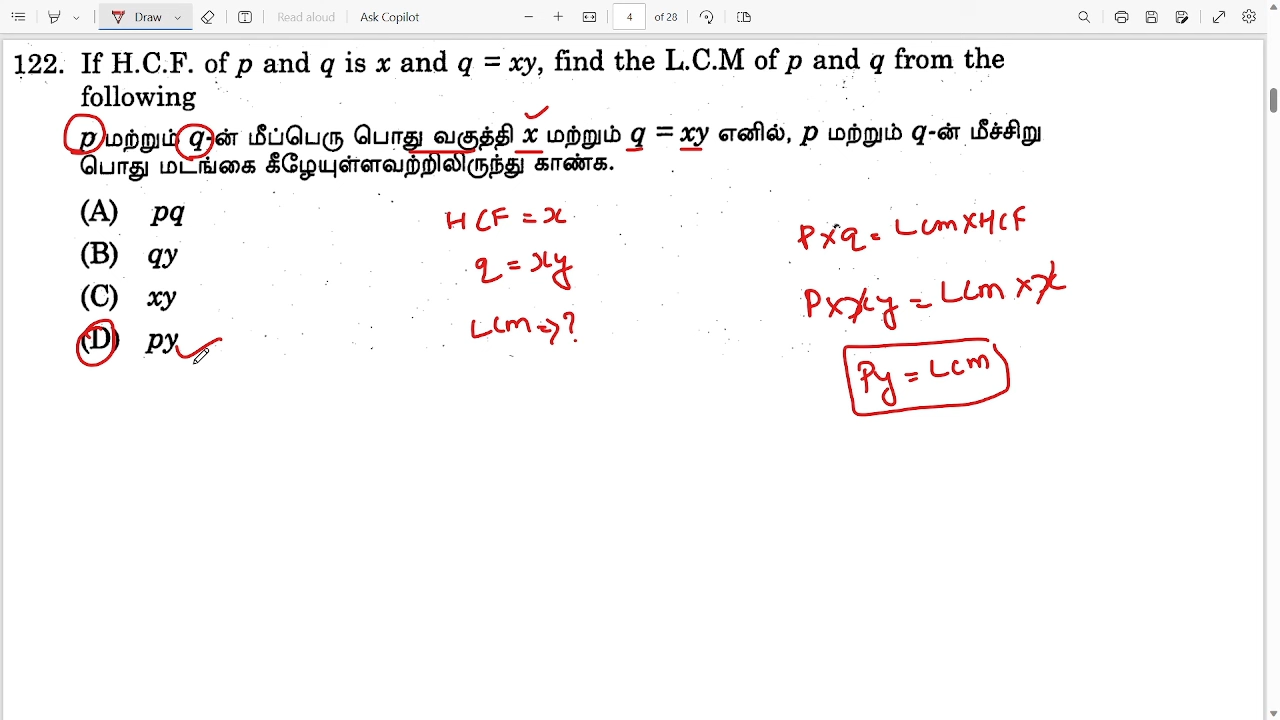 Draw
Read aloud
Ask Copilot
4
of 28
122. If H.C.F. of p and q is x and q = xy, find the L.C.M of p and q from the
following
p மற்றும் q-ன் மீப்பெரு பொது வகுத்தி x மற்றும் q = xy எனில், p மற்றும் q-ன் மீச்சிறு
பொது மடங்கை கீழேயுள்ளவற்றிலிருந்து காண்க.
(A) pq
(B) qy
(C) xy
(D) py
HCF = x
q = xy
LCM => ?
P x q = LCM x HCF
P x x y = LCM x x
Py = LCM